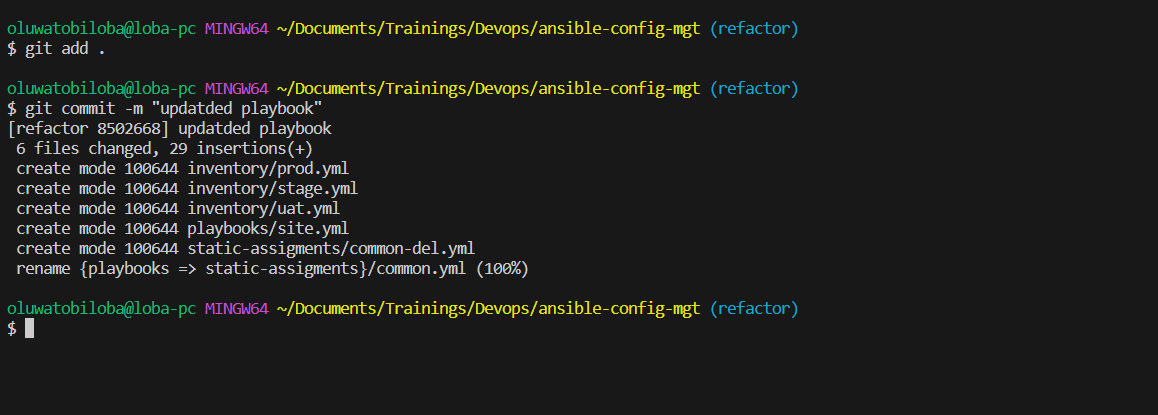 oluwatobiloba@loba-pc MINGW64 ~/Documents/Trainings/Devops/ansible-config-mgt (refactor)
$ git add .
oluwatobiloba@loba-pc MINGW64 ~/Documents/Trainings/Devops/ansible-config-mgt (refactor)
$ git commit -m "updatded playbook"
[refactor 8502668] updatded playbook
6 files changed, 29 insertions(+)
create mode 100644 inventory/prod.yml
create mode 100644 inventory/stage.yml
create mode 100644 inventory/uat.yml
create mode 100644 playbooks/site.yml
create mode 100644 static-assigments/common-del.yml
rename {playbooks => static-assigments}/common.yml (100%)
oluwatobiloba@loba-pc MINGW64 ~/Documents/Trainings/Devops/ansible-config-mgt (refactor)
$